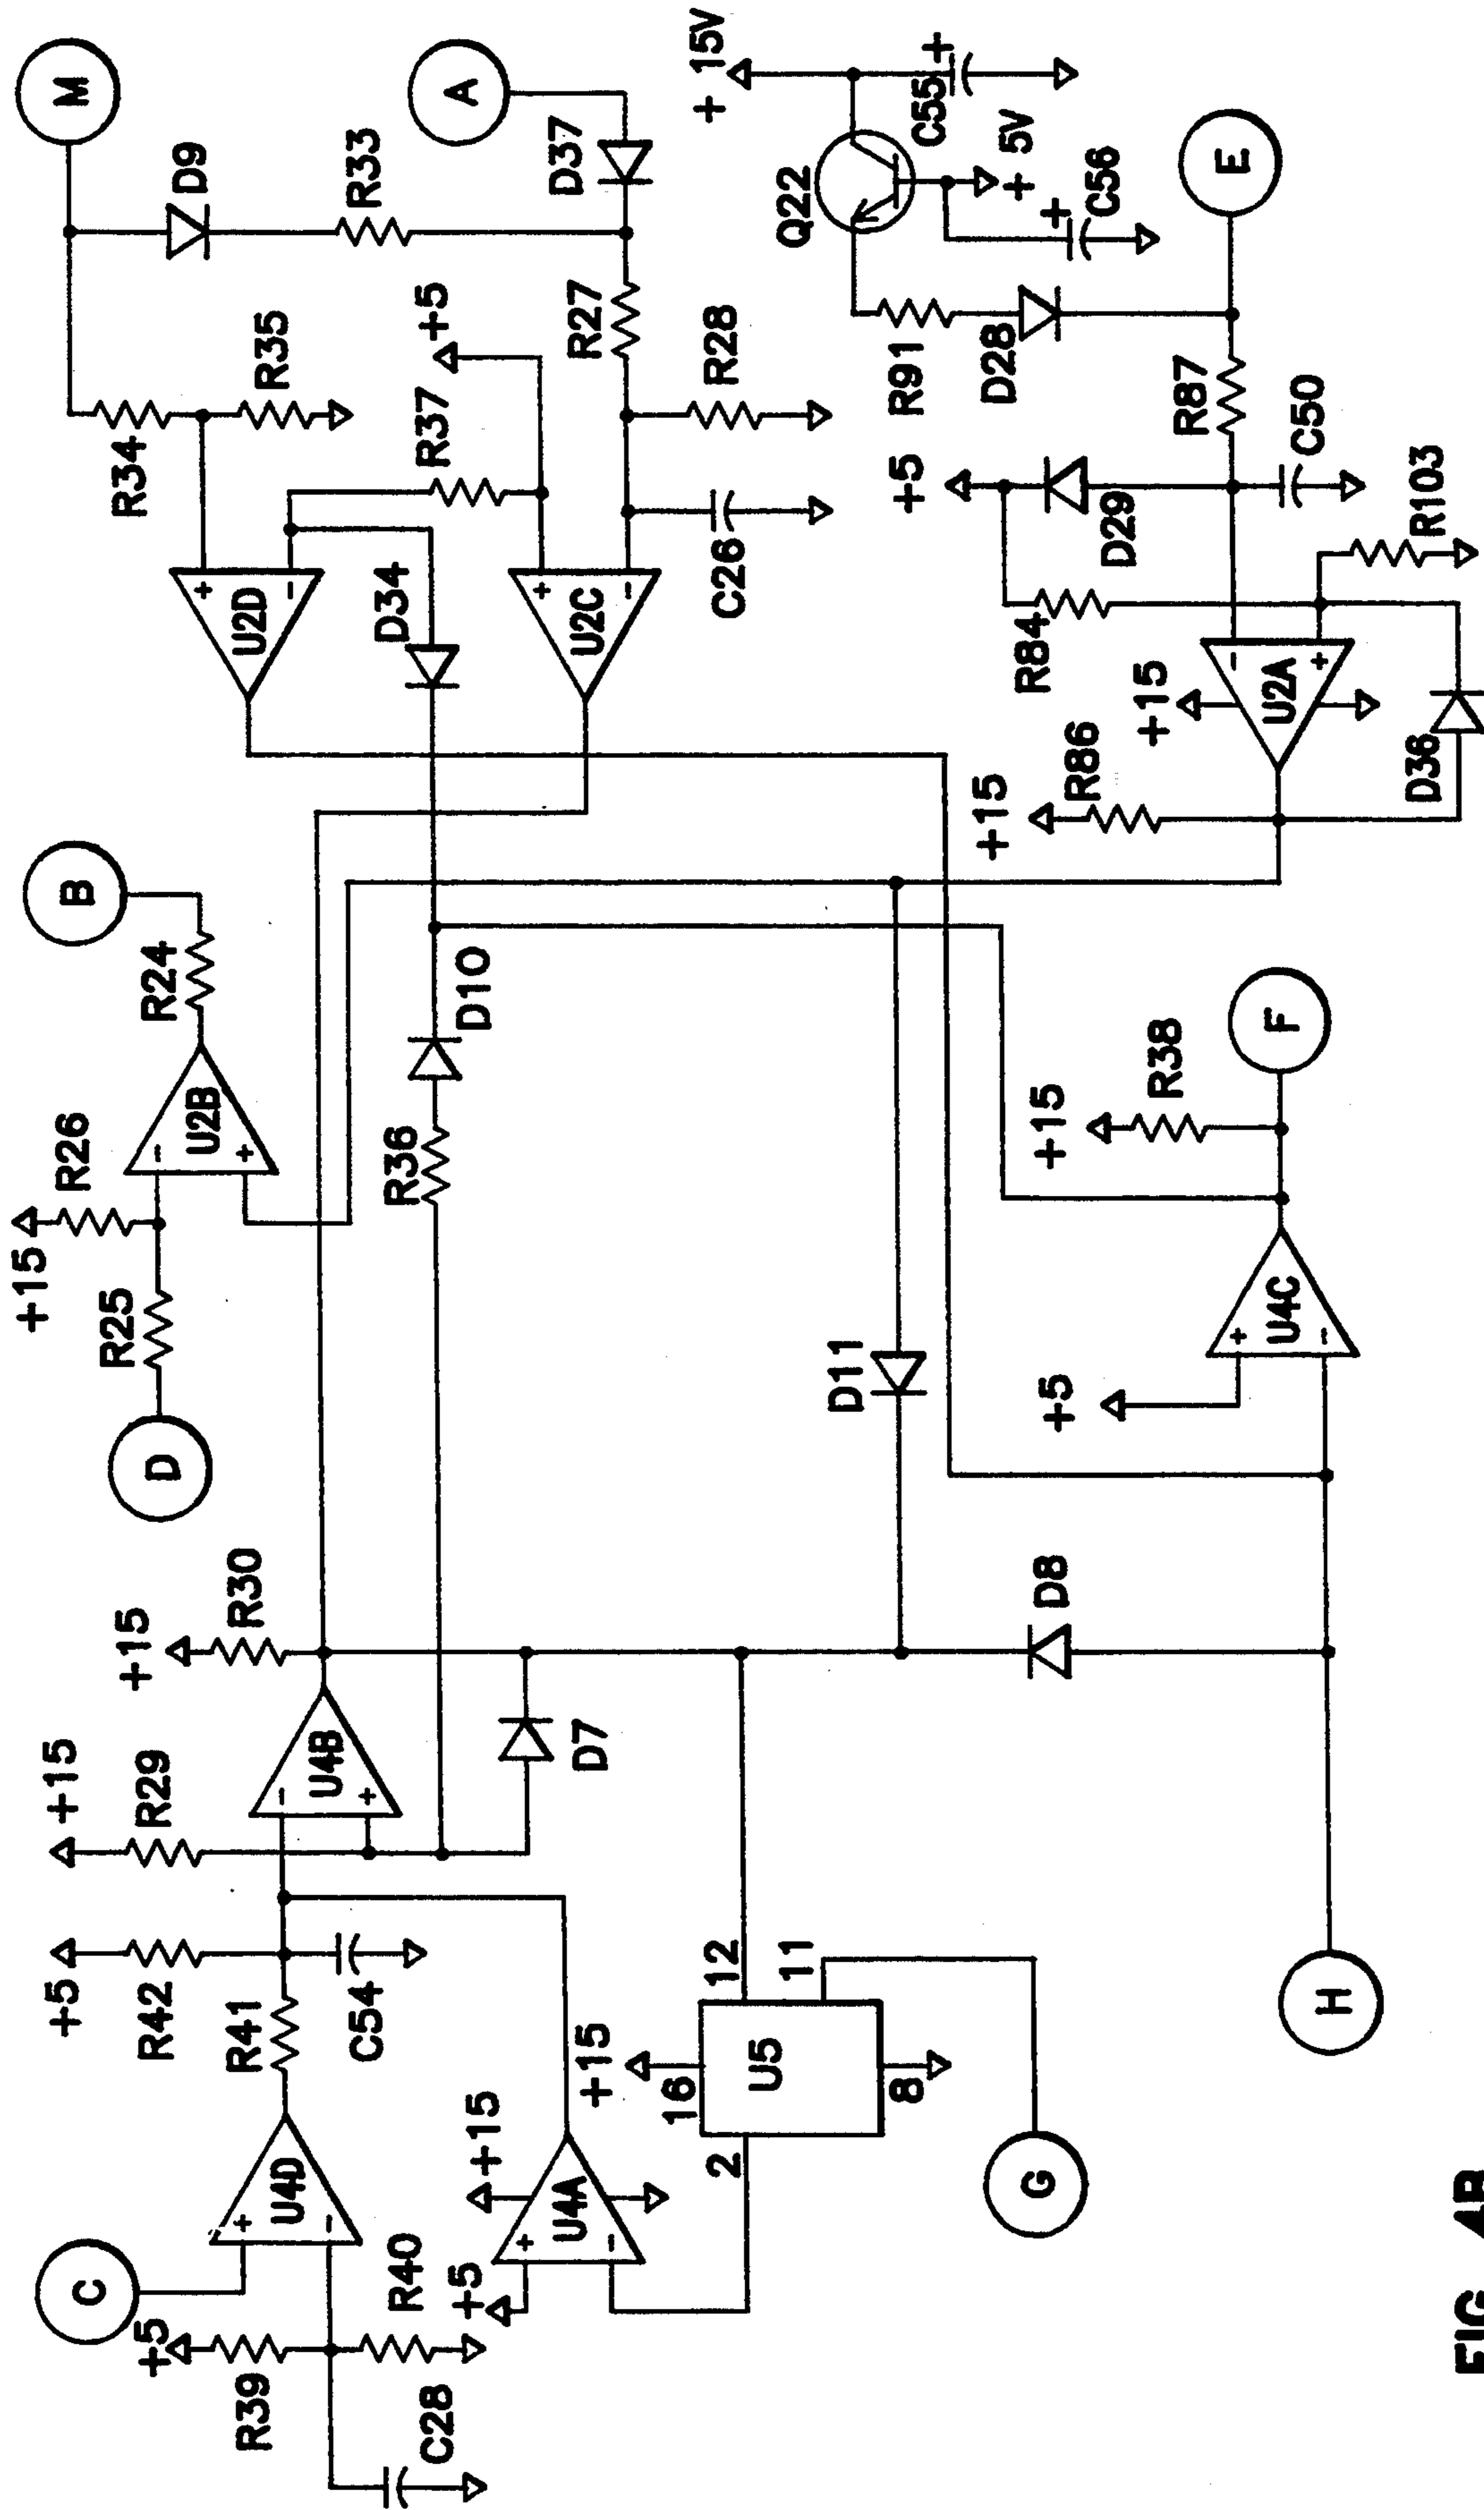 C
+5
R39
C28
U4D
+
-
R40
+5
R41
R42
+5
C54
+15
R29
U4B
-
+
+15
R30
D7
U4A
+
-
+15
+15
16
U5
2
8
12
11
G
H
D
R25
+15
R26
U2B
-
+
R24
B
R36
D10
D11
D8
+5
U4C
+
-
+15
R38
F
M
D9
R33
R34
R35
U2D
+
-
D34
R37
+5
A
D37
R27
R28
U2C
+
-
C26
+15V
Q22
C55
+
+5V
+
C56
R91
D28
E
R87
+5
D29
C50
R84
R103
+15
U2A
-
+
+15
R86
D36
FIG. 4B